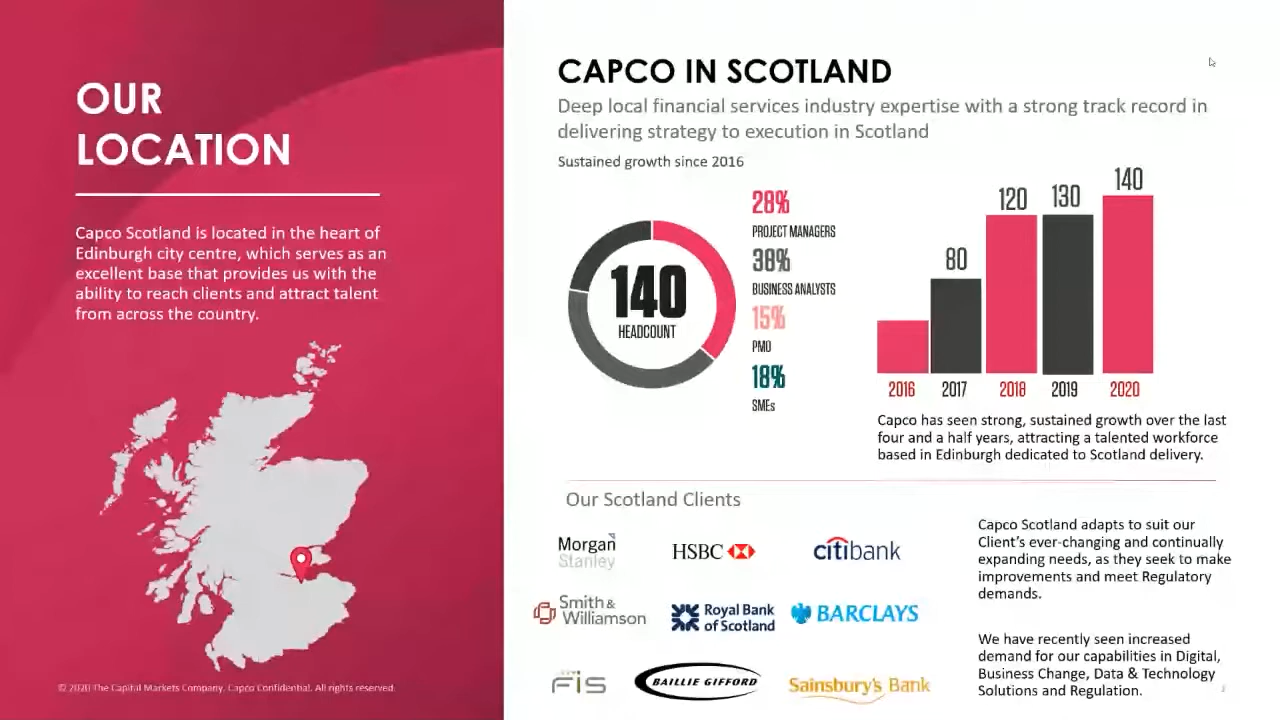 OUR
LOCATION
Capco Scotland is located in the heart of
Edinburgh city centre, which serves as an
excellent base that provides us with the
ability to reach clients and attract talent
from across the country.
© 2020 The Capital Markets Company. Capco Confidential. All rights reserved.
CAPCO IN SCOTLAND
Deep local financial services industry expertise with a strong track record in
delivering strategy to execution in Scotland
Sustained growth since 2016
140
HEADCOUNT
28%
PROJECT MANAGERS
38%
BUSINESS ANALYSTS
15%
PMO
18%
SMEs
80
120
130
140
2016
2017
2018
2019
2020
Capco has seen strong, sustained growth over the last
four and a half years, attracting a talented workforce
based in Edinburgh dedicated to Scotland delivery.
Our Scotland Clients
Morgan
Stanley
HSBC
citibank
Smith &
Williamson
Royal Bank
of Scotland
BARCLAYS
FIS
BAILLIE GIFFORD
Sainsbury's Bank
Capco Scotland adapts to suit our
Client's ever-changing and continually
expanding needs, as they seek to make
improvements and meet Regulatory
demands.
We have recently seen increased
demand for our capabilities in Digital,
Business Change, Data & Technology
Solutions and Regulation.